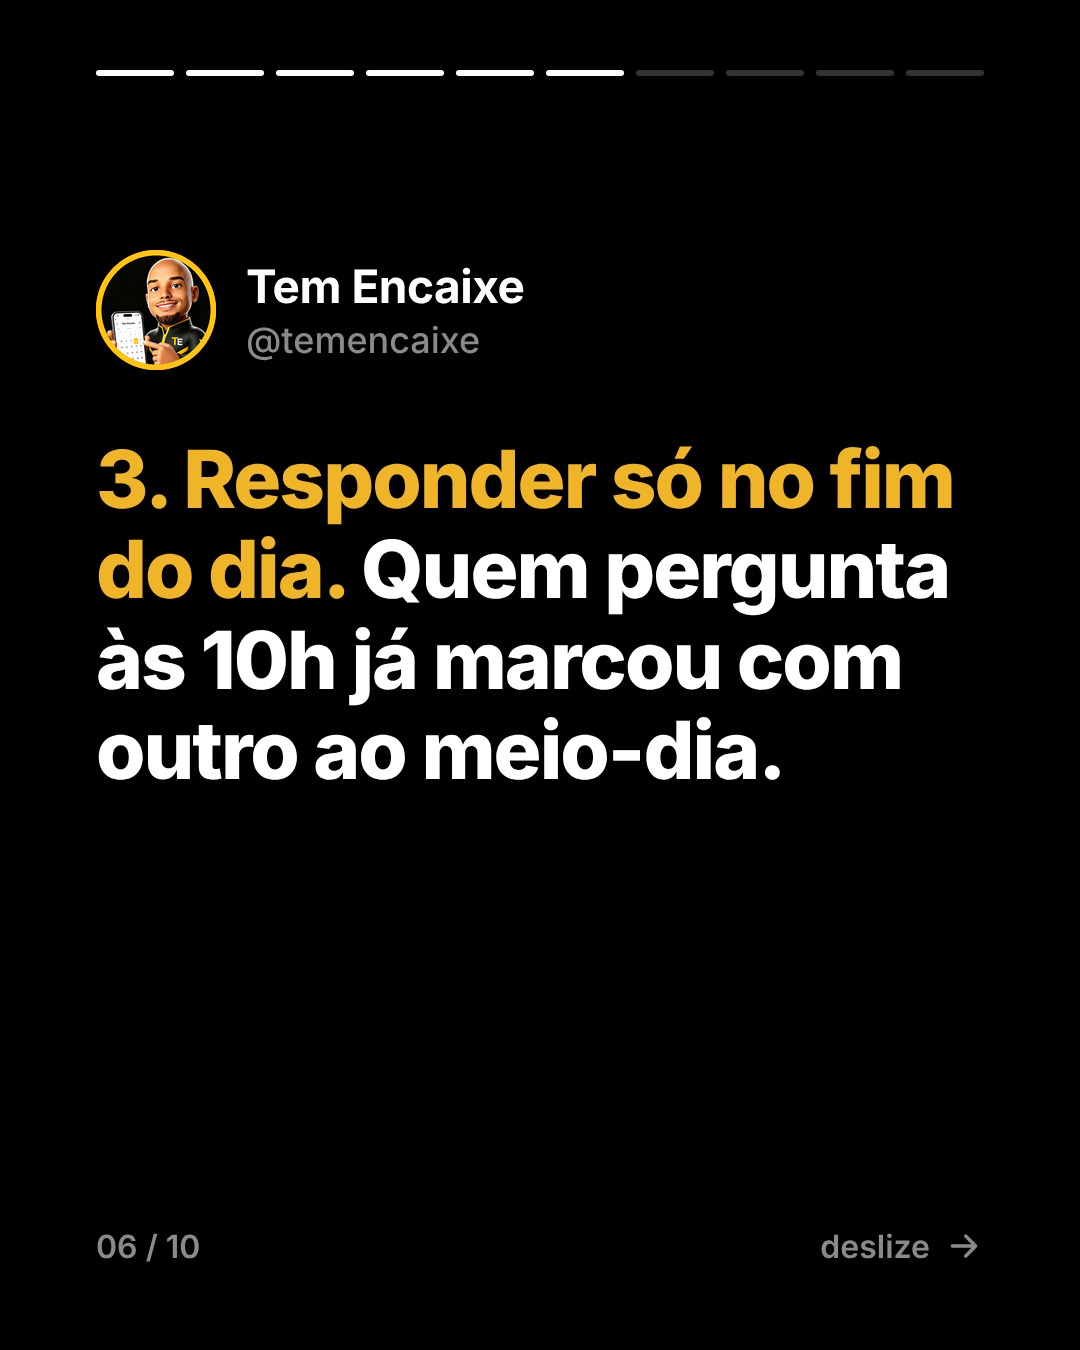 Tem Encaixe
@temencaixe
3. Responder só no fim
do dia. Quem pergunta
às 10h já marcou com
outro ao meio-dia.
06 / 10
deslize →